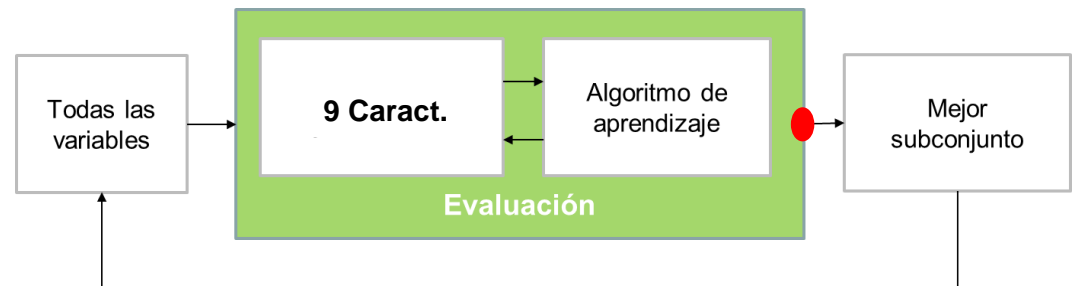 Todas las
variables
9 Caract.
Algoritmo de
aprendizaje
Evaluación
Mejor
subconjunto